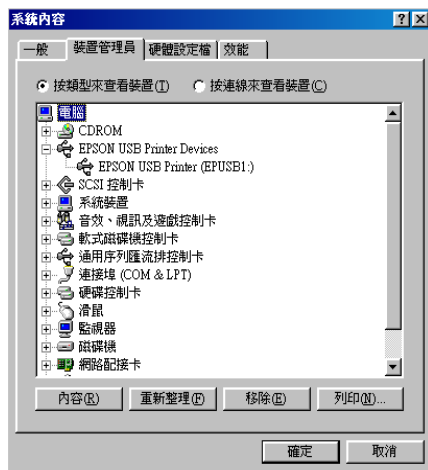 系統內容
一般 裝置管理員 硬體設定檔 效能
按類型來查看裝置(T) 按連線來查看裝置(C)
電腦
CDROM
EPSON USB Printer Devices
EPSON USB Printer (EPUSB1:)
SCSI 控制卡
系統裝置
音效、視訊及遊戲控制卡
軟式磁碟機控制卡
通用序列匯流排控制卡
連接埠 (COM & LPT)
硬碟控制卡
滑鼠
監視器
磁碟機
網路配接卡
內容(R) 重新整理(F) 移除(E) 列印(N)...
確定 取消